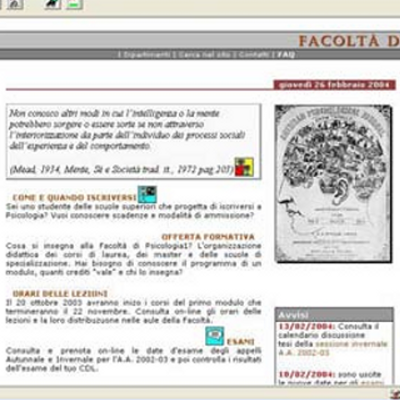 FACOLTÀ D
| Dipartimenti | Cerca nel sito | Contatti | FAQ
giovedì 26 febbraio 2004
Non conosco altri modi in cui l'intelligenza o la mente
potrebbero sorgere o essere sorte se non attraverso
l'interiorizzazione da parte dell'individuo dei processi sociali
dell'esperienza e del comportamento.
(Mead, 1934, Mente, Sè e Società trad. it., 1972 pag.203)
COME E QUANDO ISCRIVERSI
Sei uno studente delle scuole superiori che progetta di iscriversi a
Psicologia? Vuoi conoscere scadenze e modalità di ammissione?
OFFERTA FORMATIVA
Cosa si insegna alla Facoltà di Psicologia1? L'organizzazione
didattica dei corsi di laurea, dei master e delle scuole di
specializzazione. Hai bisogno di conoscere il programma di un
modulo, quanti crediti "vale" e chi lo insegna?
ORARI DELLE LEZIONI
Il 20 ottobre 2003 avranno inizo i corsi del primo modulo che
termineranno il 22 novembre. Consulta on-line gli orari delle
lezioni e la loro distribuzione nelle aule della Facoltà.
ESAMI
Consulta e prenota on-line le date d'esame degli appelli
Autunnale e Invernale per l'A.A. 2002-03 e poi controlla i risultati
dell'esame del tuo CDL.
Avvisi
13/02/2004: Consulta il
calendario discussione
tesi della sessione invernale
A.A. 2002-03
10/02/2004: sono uscite
le nuove date per gli esami